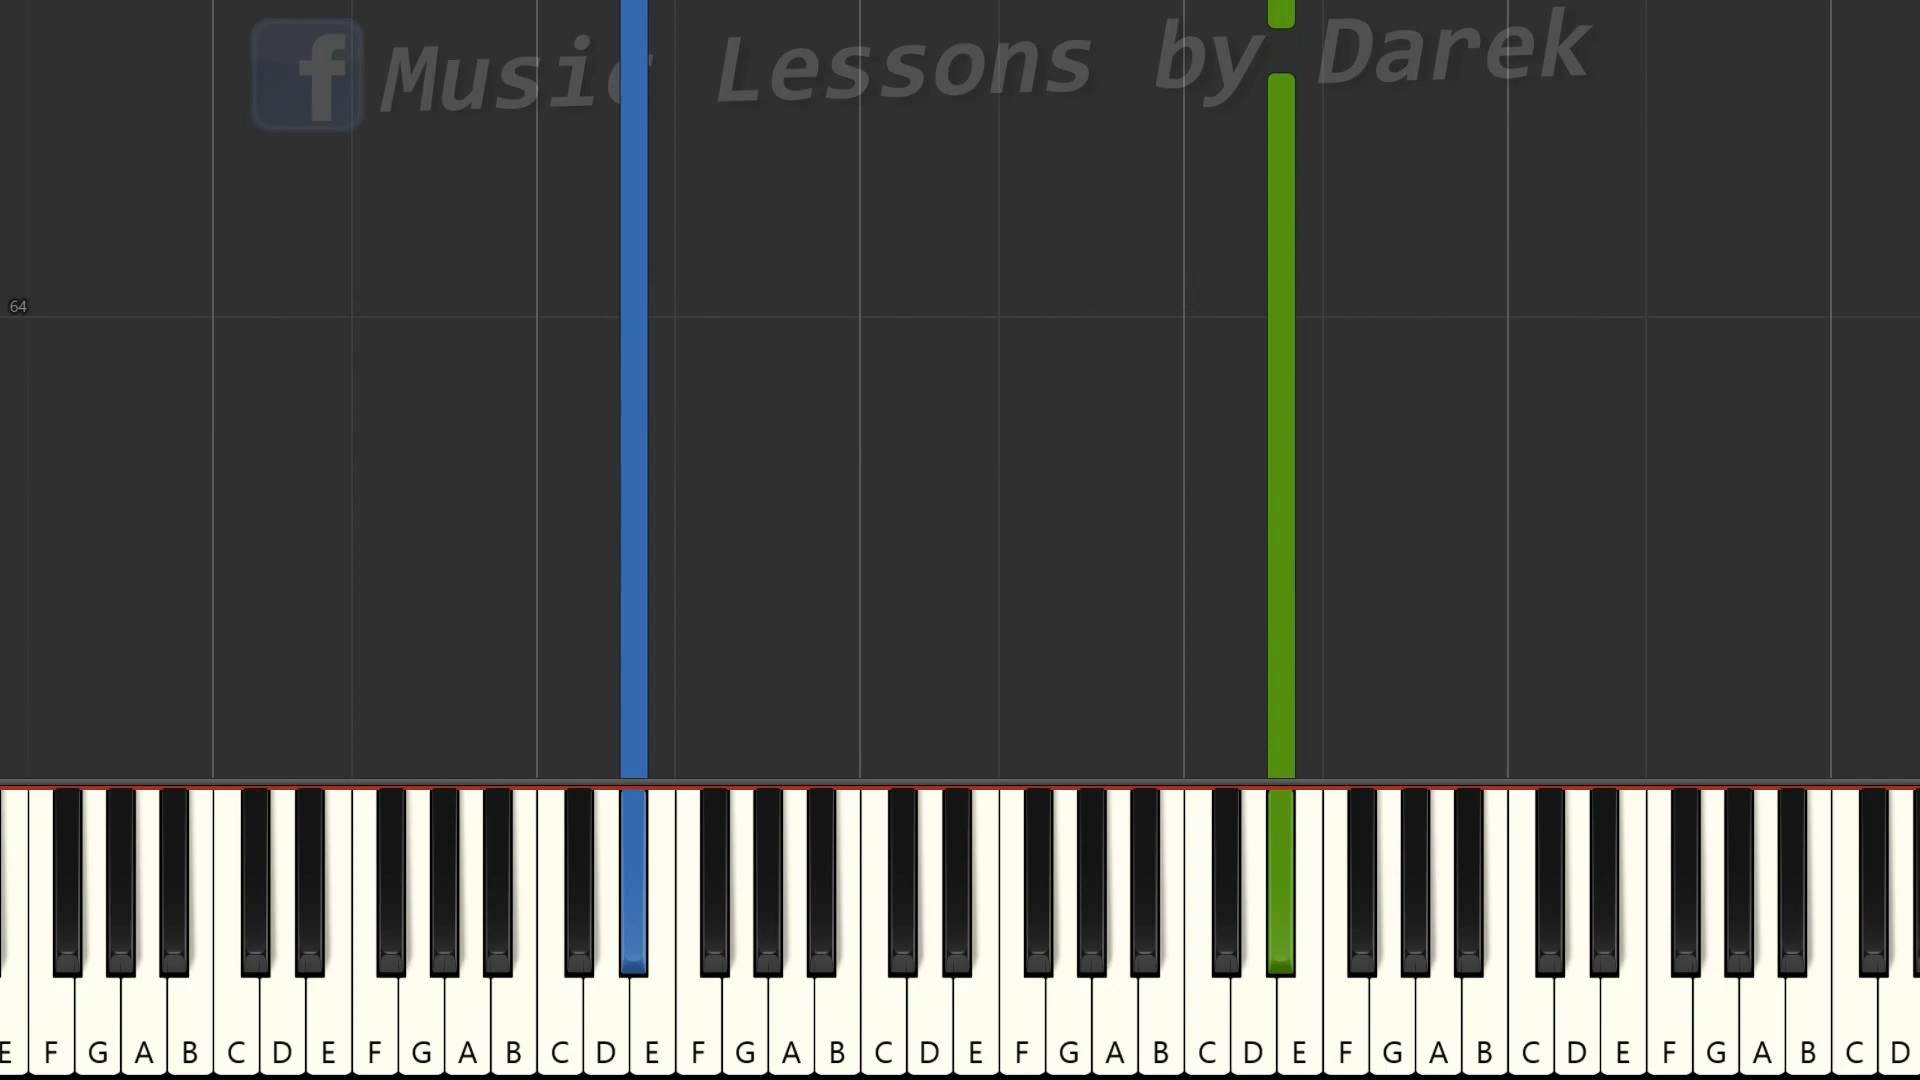 f Music Lessons by Darek
64
E F G A B C D E F G A B C D E F G A B C D E F G A B C D E F G A B C D E F G A B C D